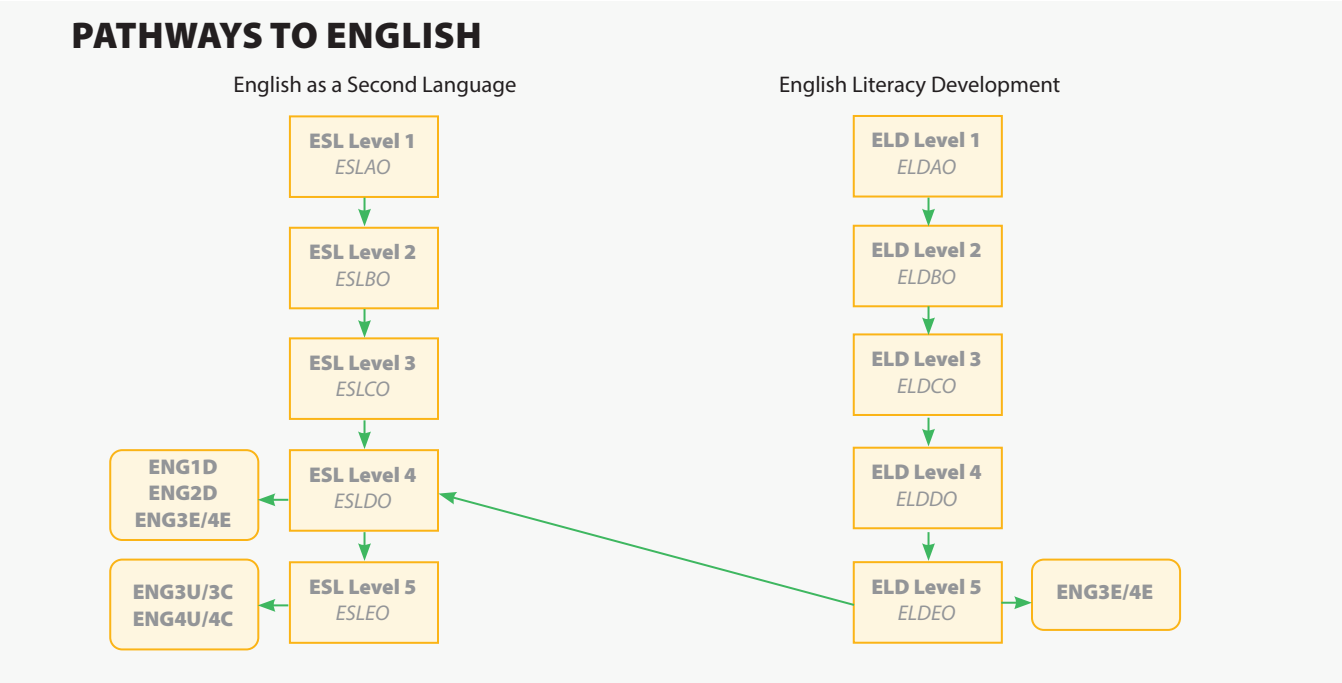 PATHWAYS TO ENGLISH
English as a Second Language
ESL Level 1
ESLAO
ESL Level 2
ESLBO
ESL Level 3
ESLCO
ESL Level 4
ESLDO
ENG1D
ENG2D
ENG3E/4E
ESL Level 5
ESLEO
ENG3U/3C
ENG4U/4C
English Literacy Development
ELD Level 1
ELDAO
ELD Level 2
ELDBO
ELD Level 3
ELDCO
ELD Level 4
ELDDO
ELD Level 5
ELDEO
ENG3E/4E